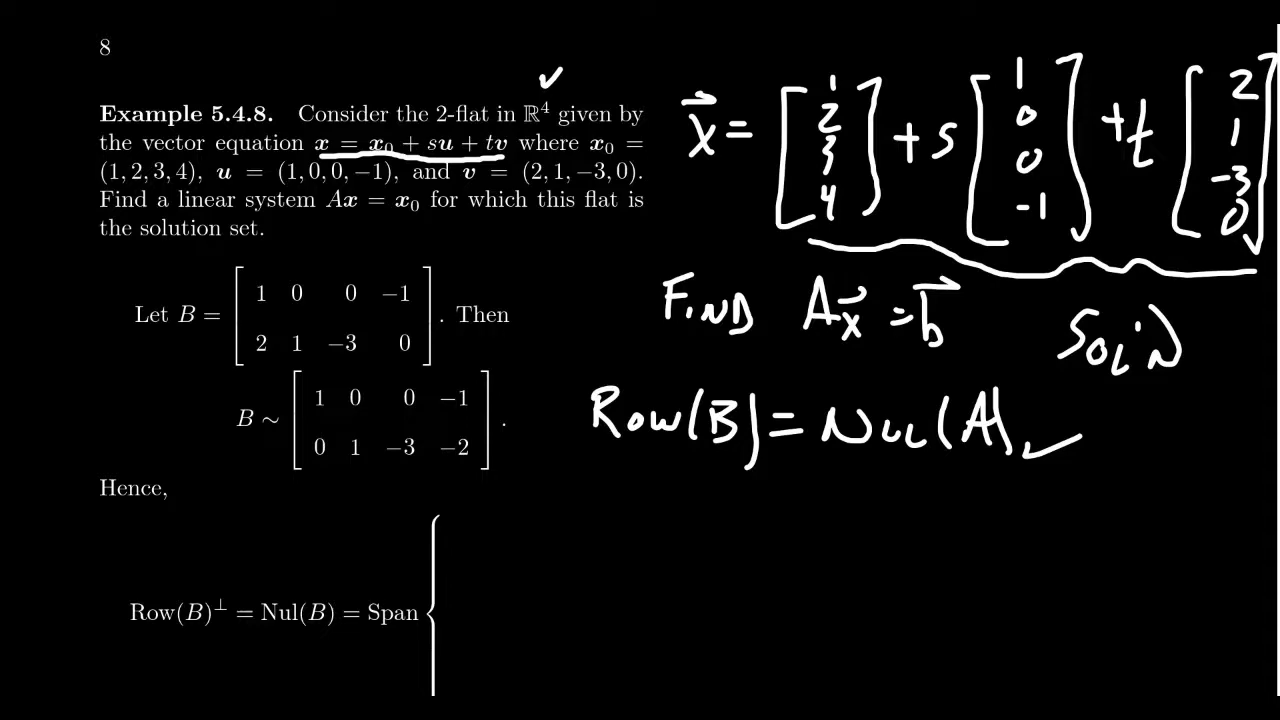 8
Example 5.4.8. Consider the 2-flat in ℝ⁴ given by
the vector equation x = x₀ + su + tv where x₀ =
(1, 2, 3, 4), u = (1, 0, 0, −1), and v = (2, 1, −3, 0).
Find a linear system Ax = x₀ for which this flat is
the solution set.
Let B = [1 0 0 −1
2 1 −3 0]. Then
B ∼ [1 0 0 −1
0 1 −3 −2].
Hence,
Row(B)⊥ = Nul(B) = Span {
x⃗ = [1 2 3 4] + s [1 0 0 -1] + t [2 1 -3 0]
FIND Ax⃗ = b⃗
SOL'N
ROW(B) = NUL(A)